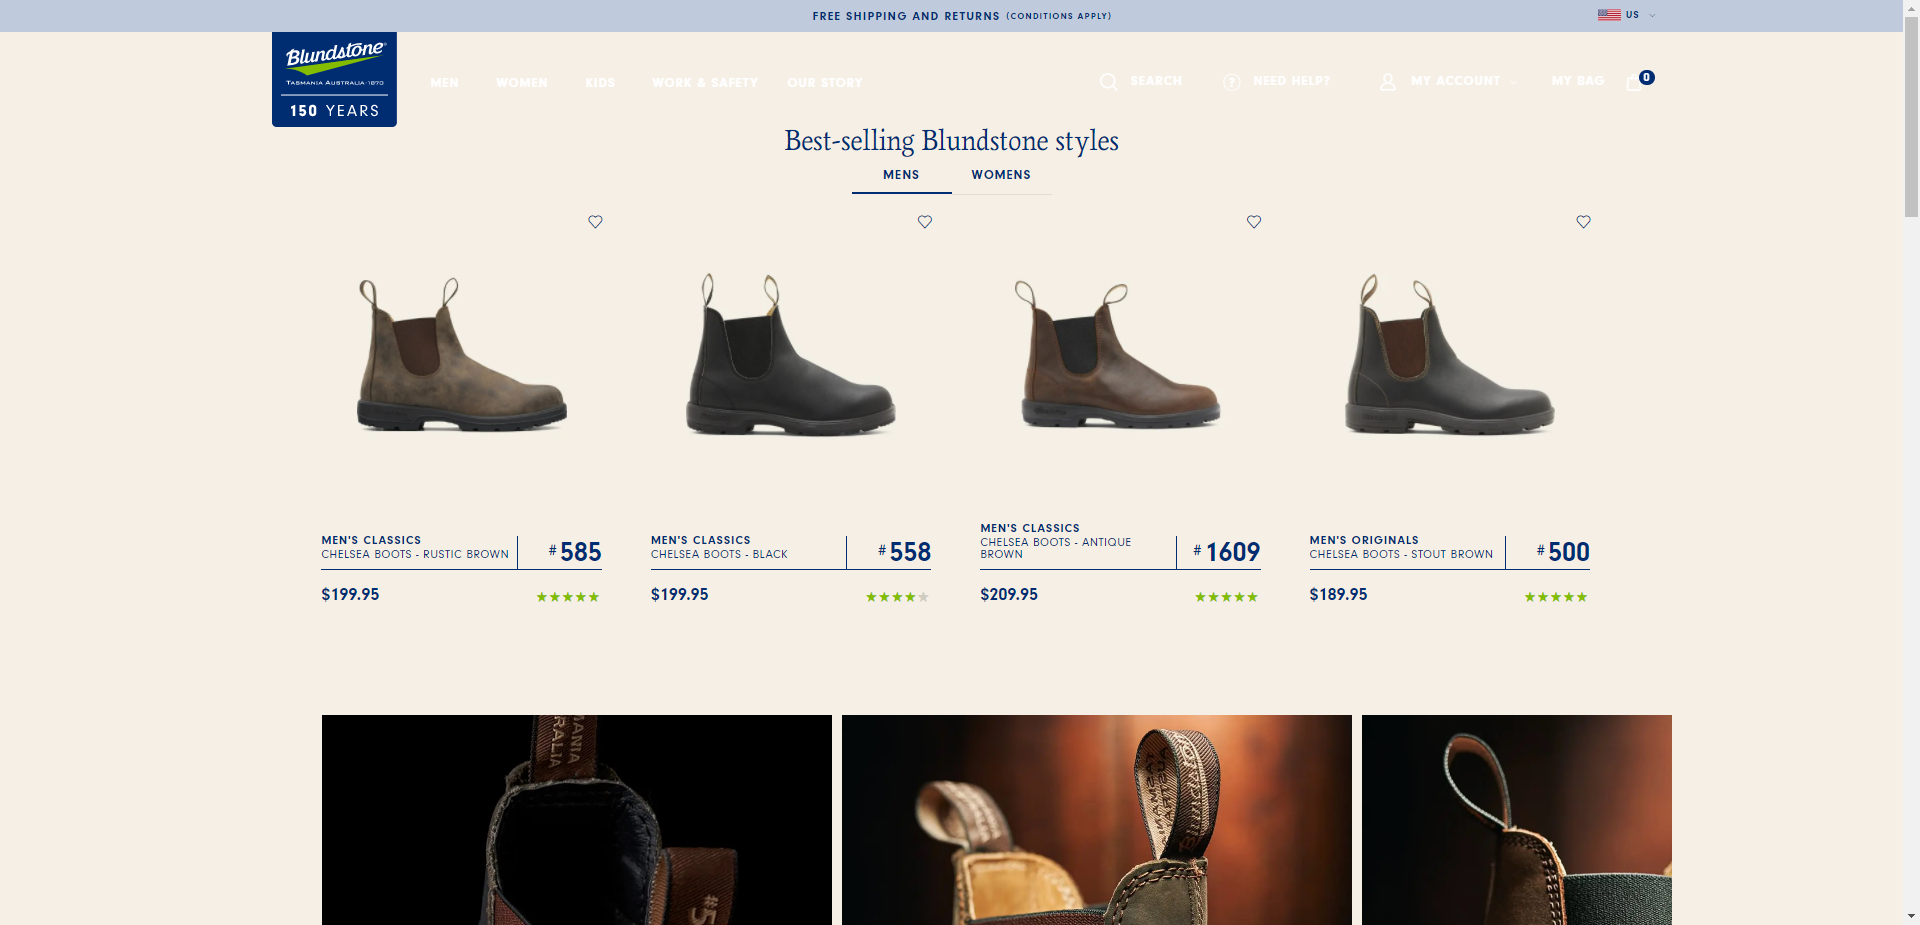 FREE SHIPPING AND RETURNS (CONDITIONS APPLY)
US
Blundstone
TASMANIA AUSTRALIA·1870
150 YEARS
MEN WOMEN KIDS WORK & SAFETY OUR STORY
SEARCH ? NEED HELP? MY ACCOUNT MY BAG 0
Best-selling Blundstone styles
MENS WOMENS
MEN'S CLASSICS
CHELSEA BOOTS - RUSTIC BROWN
# 585
$199.95
MEN'S CLASSICS
CHELSEA BOOTS - BLACK
# 558
$199.95
MEN'S CLASSICS
CHELSEA BOOTS - ANTIQUE
BROWN
# 1609
$209.95
MEN'S ORIGINALS
CHELSEA BOOTS - STOUT BROWN
# 500
$189.95